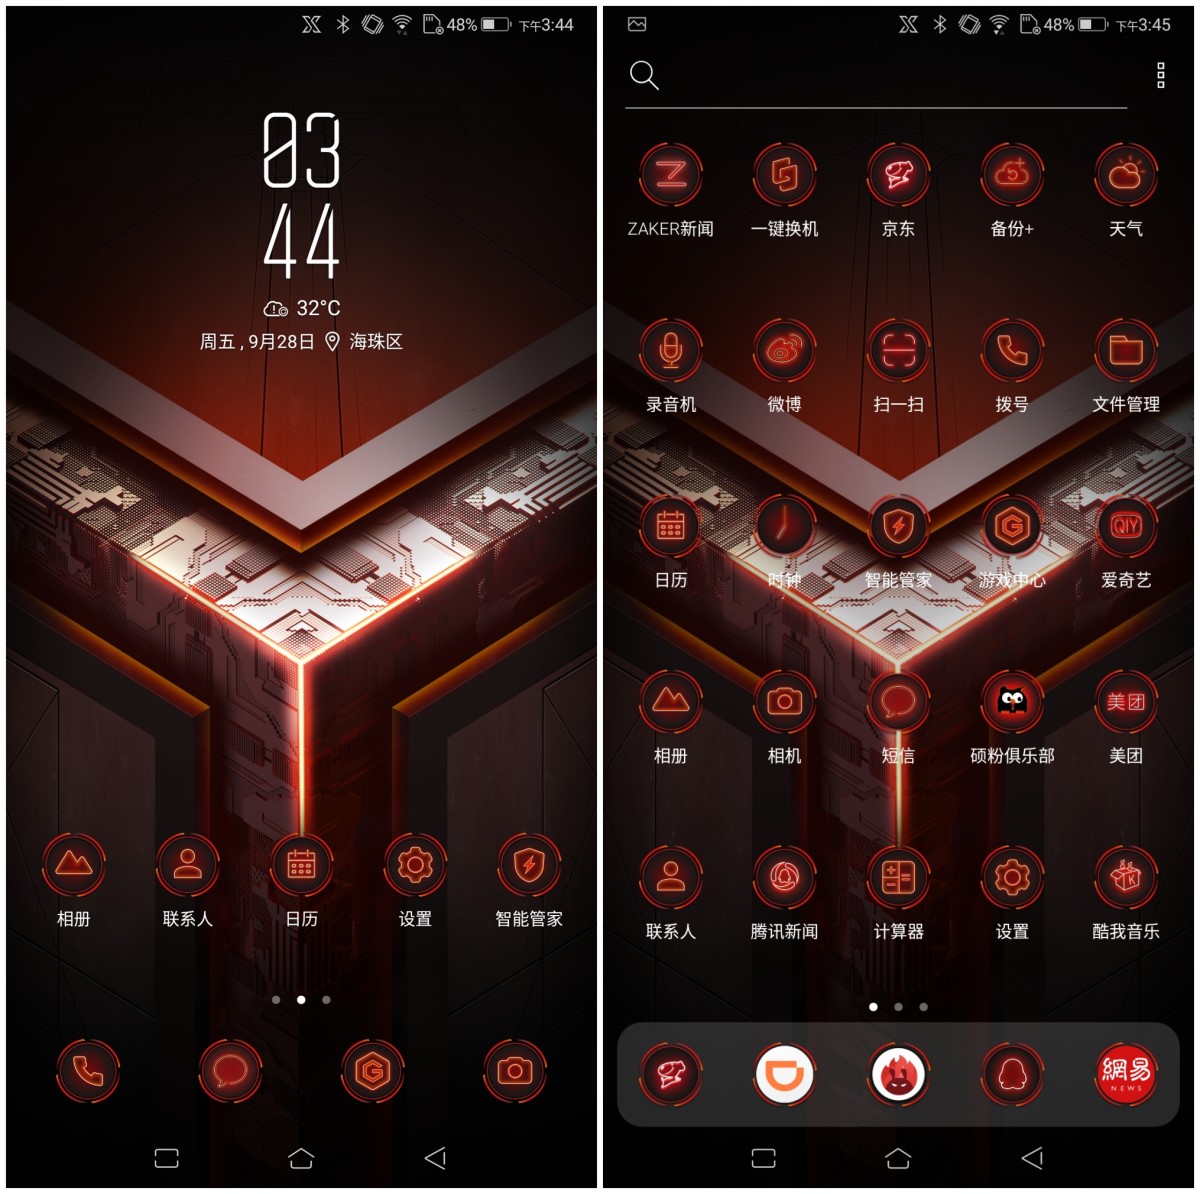 48% 下午3:44
03
44
32°C
周五 , 9月28日 海珠区
相册 联系人 日历 设置 智能管家
48% 下午3:45
ZAKER新闻 一键换机 京东 备份+ 天气
录音机 微博 扫一扫 拨号 文件管理
QIY
日历 时钟 智能管家 游戏中心 爱奇艺
美团
相册 相机 短信 硕粉俱乐部 美团
K
联系人 腾讯新闻 计算器 设置 酷我音乐
網易
NEWS